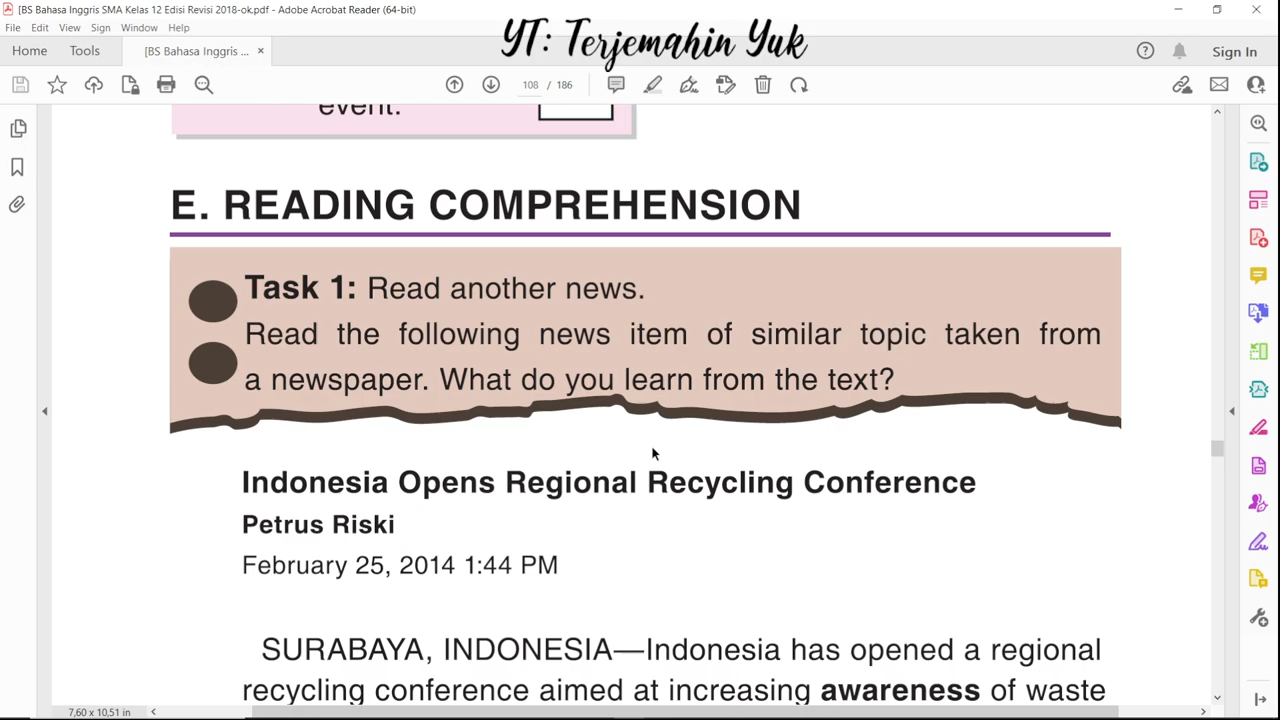 [BS Bahasa Inggris SMA Kelas 12 Edisi Revisi 2018-ok.pdf - Adobe Acrobat Reader (64-bit)
File Edit View Sign Window Help
YT: Terjemahin Yuk
Home Tools [BS Bahasa Inggris ... × Sign In
108 / 186
event.
E. READING COMPREHENSION
Task 1: Read another news.
Read the following news item of similar topic taken from
a newspaper. What do you learn from the text?
Indonesia Opens Regional Recycling Conference
Petrus Riski
February 25, 2014 1:44 PM
SURABAYA, INDONESIA—Indonesia has opened a regional
recycling conference aimed at increasing awareness of waste
7,60 x 10,51 in